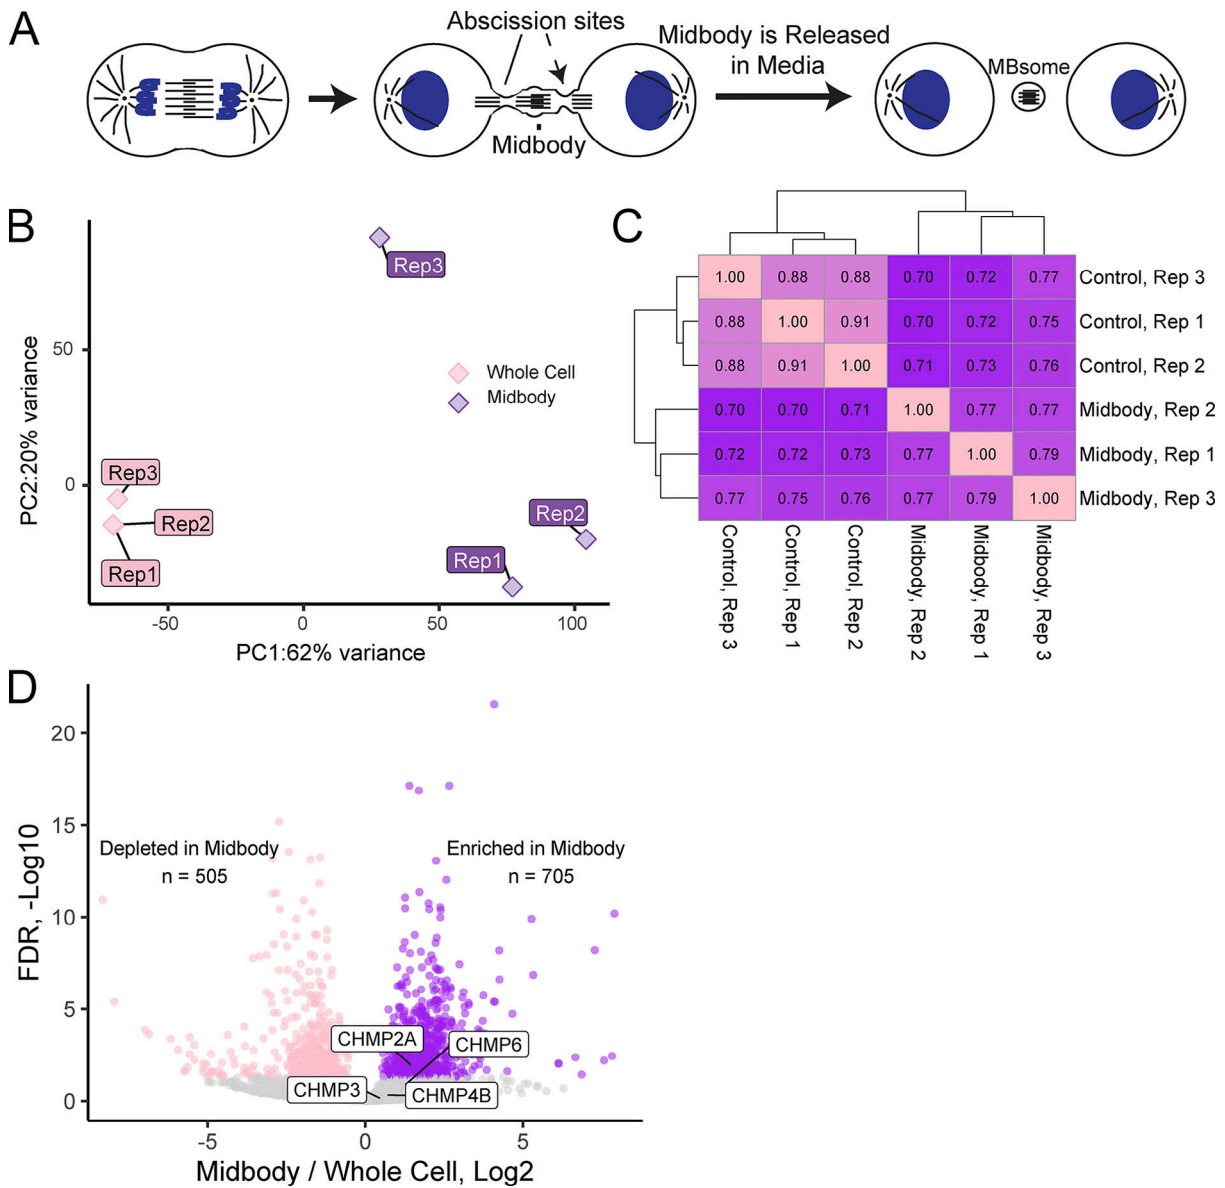 A
Abscission sites
Midbody is Released
in Media
MBsome
Midbody
B
PC2:20% variance
50
0
Rep3
Whole Cell
Midbody
Rep3
Rep2
Rep1
Rep2
Rep1
-50
0
50
100
PC1:62% variance
C
1.00 0.88 0.88 0.70 0.72 0.77 Control, Rep 3
0.88 1.00 0.91 0.70 0.72 0.75 Control, Rep 1
0.88 0.91 1.00 0.71 0.73 0.76 Control, Rep 2
0.70 0.70 0.71 1.00 0.77 0.77 Midbody, Rep 2
0.72 0.72 0.73 0.77 1.00 0.79 Midbody, Rep 1
0.77 0.75 0.76 0.77 0.79 1.00 Midbody, Rep 3
Control, Rep 3
Control, Rep 1
Control, Rep 2
Midbody, Rep 2
Midbody, Rep 1
Midbody, Rep 3
D
FDR, -Log10
20
15
10
5
0
Depleted in Midbody
n = 505
Enriched in Midbody
n = 705
CHMP2A
CHMP6
CHMP3
CHMP4B
-5
0
5
Midbody / Whole Cell, Log2